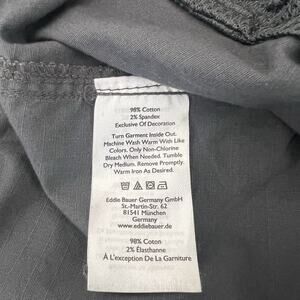 98% Cotton
2% Spandex
Exclusive Of Decoration
Turn Garment Inside Out.
Machine Wash Warm With Like
Colors. Only Non-Chlorine
Bleach When Needed. Tumble
Dry Medium. Remove Promptly.
Warm Iron As Desired.
Eddie Bauer Germany GmbH
St.-Martin-Str. 62
81541 München
Germany
www.eddiebauer.de
98% Cotton
2% Élasthanne
À L'exception De La Garniture